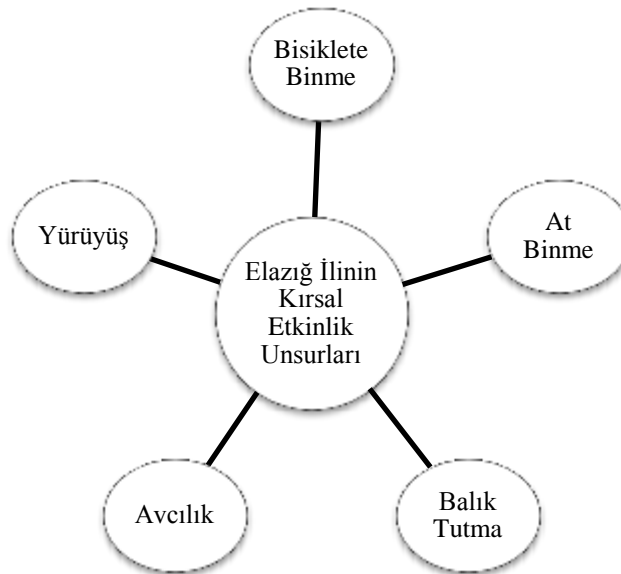 Bisiklete
Binme
Yürüyüş
At
Binme
Elazığ İlinin
Kırsal
Etkinlik
Unsurları
Avcılık
Balık
Tutma